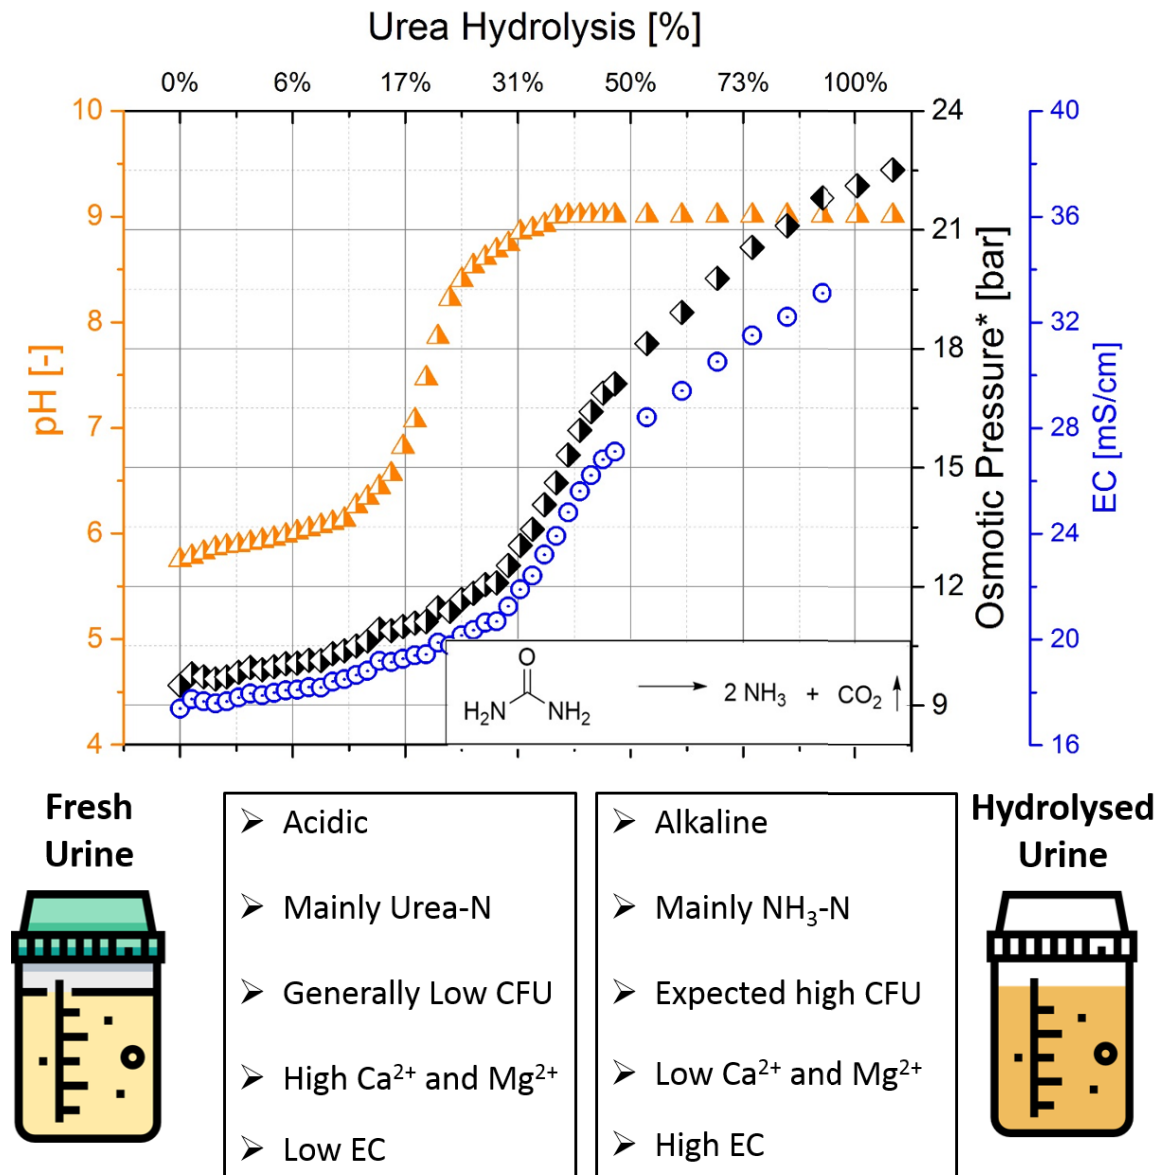 Urea Hydrolysis [%]
0% 6% 17% 31% 50% 73% 100%
10
9
8
7
6
5
4
pH [-]
24
21
18
15
12
9
Osmotic Pressure* [bar]
40
36
32
28
24
20
16
EC [mS/cm]
O
H₂N NH₂ 2 NH₃ + CO₂
Fresh
Urine
➢ Acidic
➢ Mainly Urea-N
➢ Generally Low CFU
➢ High Ca²⁺ and Mg²⁺
➢ Low EC
➢ Alkaline
➢ Mainly NH₃-N
➢ Expected high CFU
➢ Low Ca²⁺ and Mg²⁺
➢ High EC
Hydrolysed
Urine